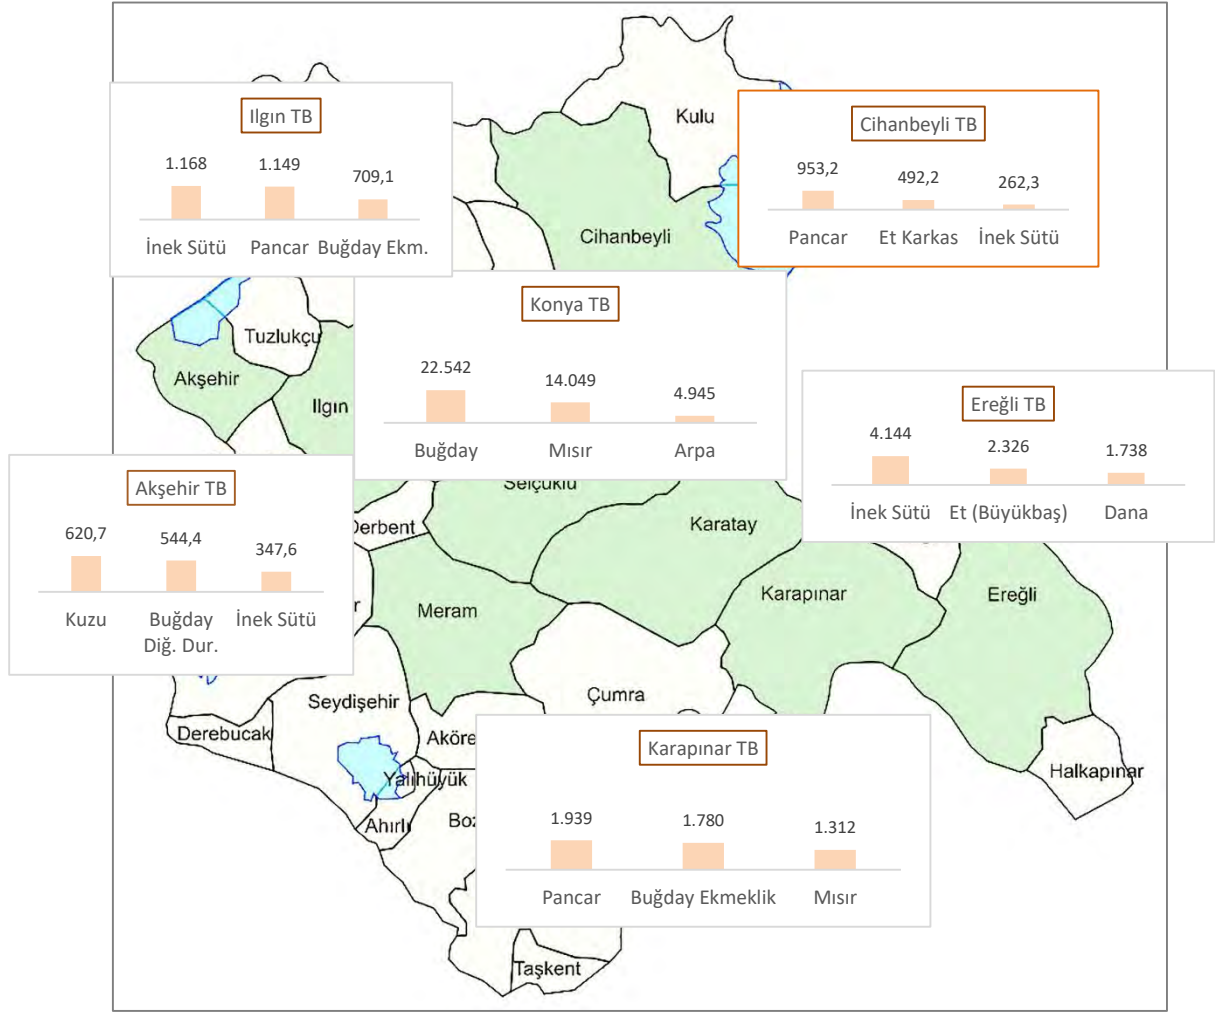 Kulu
Ilgın TB
1.168 1.149 709,1
İnek Sütü Pancar Buğday Ekm.
Cihanbeyli TB
953,2 492,2 262,3
Pancar Et Karkas İnek Sütü
Cihanbeyli
Tuzlukçu
Akşehir
Ilgın
Konya TB
22.542 14.049 4.945
Buğday Mısır Arpa
Ereğli TB
4.144 2.326 1.738
İnek Sütü Et (Büyükbaş) Dana
Akşehir TB
620,7 544,4 347,6
Kuzu Buğday İnek Sütü
Diğ. Dur.
Selçuklu
Derbent
Karatay
Meram
Karapınar
Ereğli
Seydişehir
Çumra
Derebucak
Aköre
Yalıhüyük
Halkapınar
Ahırlı
Boz
Karapınar TB
1.939 1.780 1.312
Pancar Buğday Ekmeklik Mısır
Taşkent